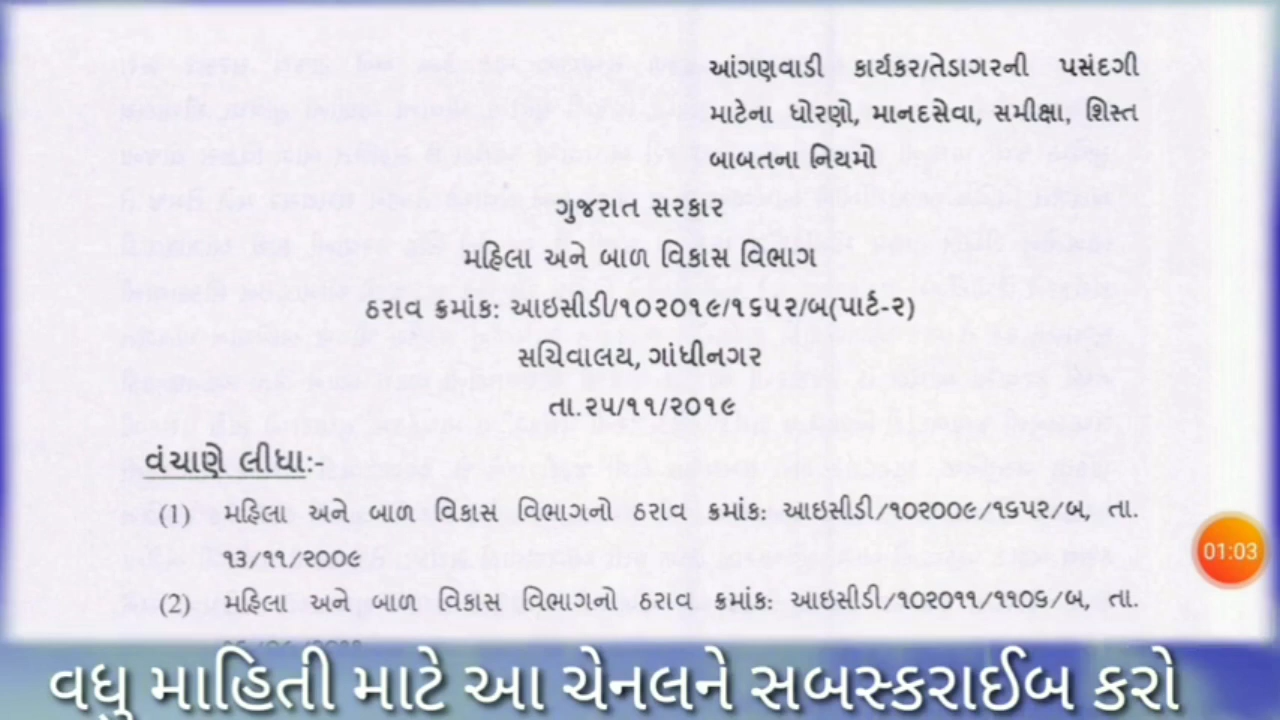 આંગણવાડી કાર્યકર/તેડાગરની પસંદગી
માટેના ધોરણો, માનદસેવા, સમીક્ષા, શિસ્ત
બાબતના નિયમો
ગુજરાત સરકાર
મહિલા અને બાળ વિકાસ વિભાગ
ઠરાવ ક્રમાંક: આઇસીડી/૧૦૨૦૧૯/૧૬૫૨/બ(પાર્ટ-૨)
સચિવાલય, ગાંધીનગર
તા.૨૫/૧૧/૨૦૧૯
વંચાણે લીધા:-
(1) મહિલા અને બાળ વિકાસ વિભાગનો ઠરાવ ક્રમાંક: આઇસીડી/૧૦૨૦૦૯/૧૬૫૨/બ, તા.
૧૩/૧૧/૨૦૦૯
01:03
(2) મહિલા અને બાળ વિકાસ વિભાગનો ઠરાવ ક્રમાંક: આઇસીડી/૧૦૨૦૧૧/૧૧૦૬/બ, તા.
વધુ માહિતી માટે આ ચેનલને સબસ્કરાઈબ કરો